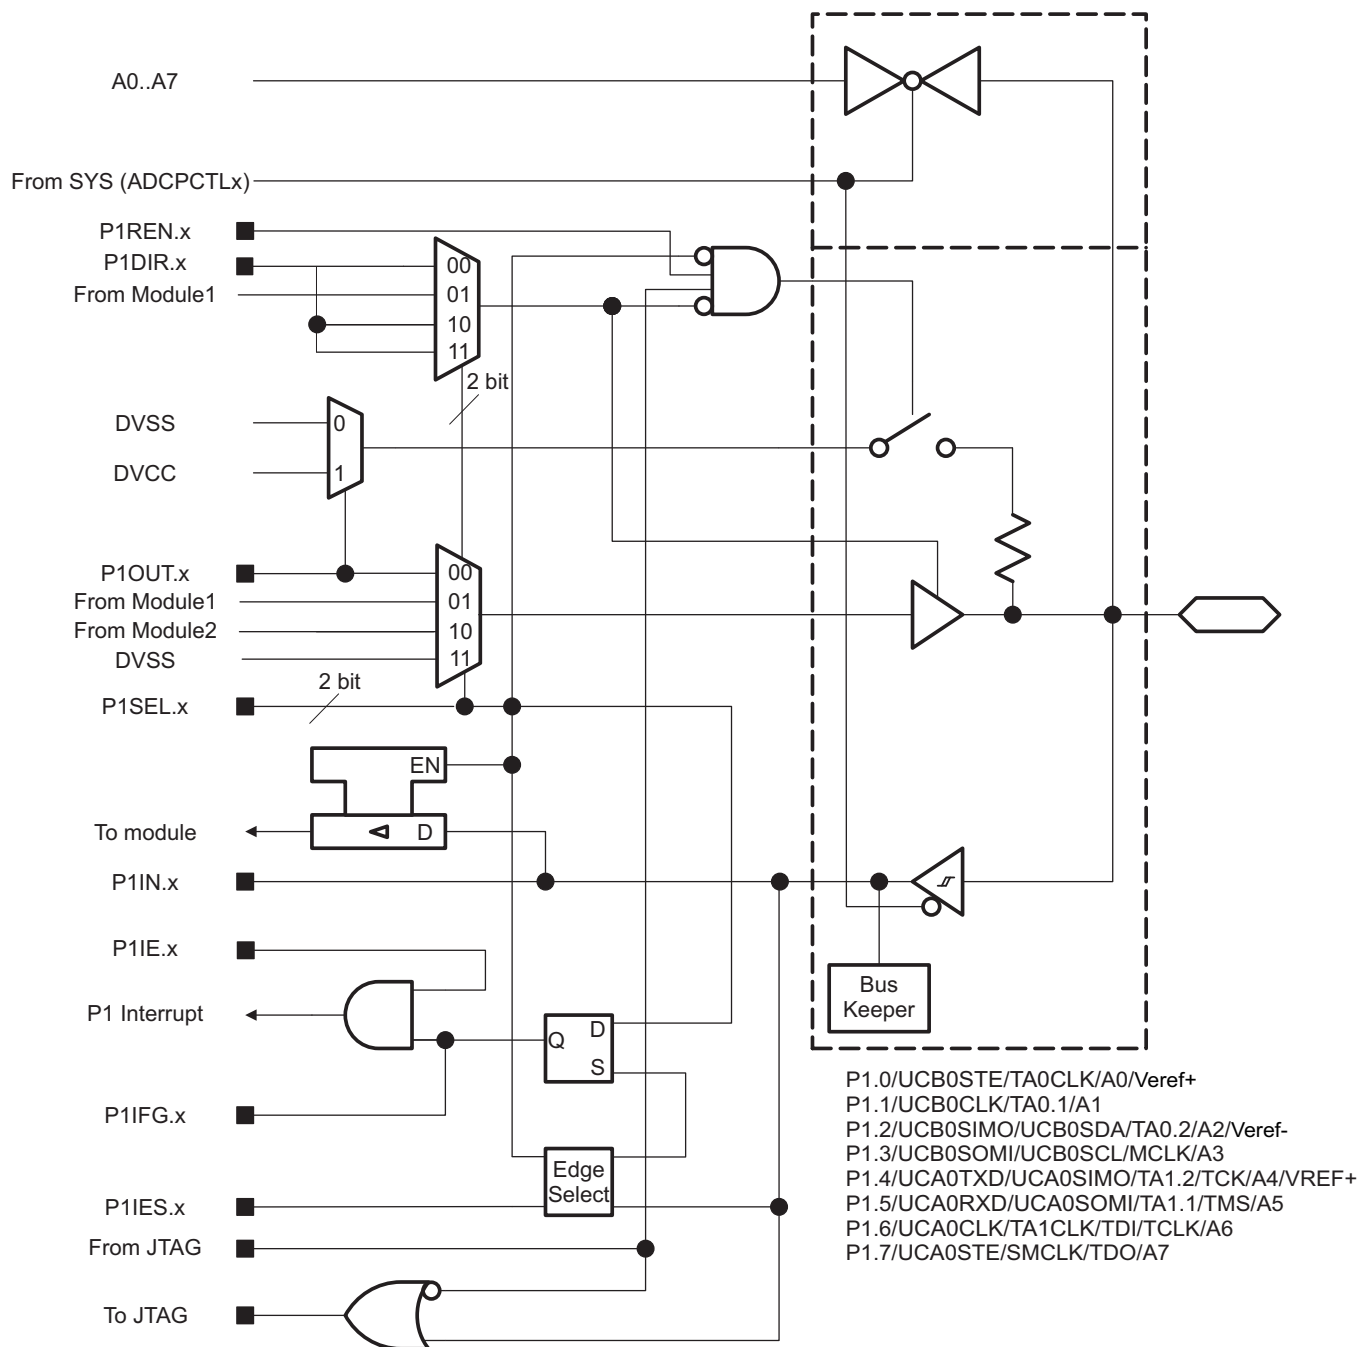 A0..A7
From SYS (ADCPCTLx)
P1REN.x
P1DIR.x
From Module1
00
01
10
11
2 bit
DVSS
DVCC
0
1
P1OUT.x
From Module1
From Module2
DVSS
00
01
10
11
P1SEL.x
2 bit
EN
To module
D
P1IN.x
P1IE.x
P1 Interrupt
Q
D
S
Bus
Keeper
P1IFG.x
Edge
Select
P1IES.x
From JTAG
To JTAG
P1.0/UCB0STE/TA0CLK/A0/Veref+
P1.1/UCB0CLK/TA0.1/A1
P1.2/UCB0SIMO/UCB0SDA/TA0.2/A2/Veref-
P1.3/UCB0SOMI/UCB0SCL/MCLK/A3
P1.4/UCA0TXD/UCA0SIMO/TA1.2/TCK/A4/VREF+
P1.5/UCA0RXD/UCA0SOMI/TA1.1/TMS/A5
P1.6/UCA0CLK/TA1CLK/TDI/TCLK/A6
P1.7/UCA0STE/SMCLK/TDO/A7